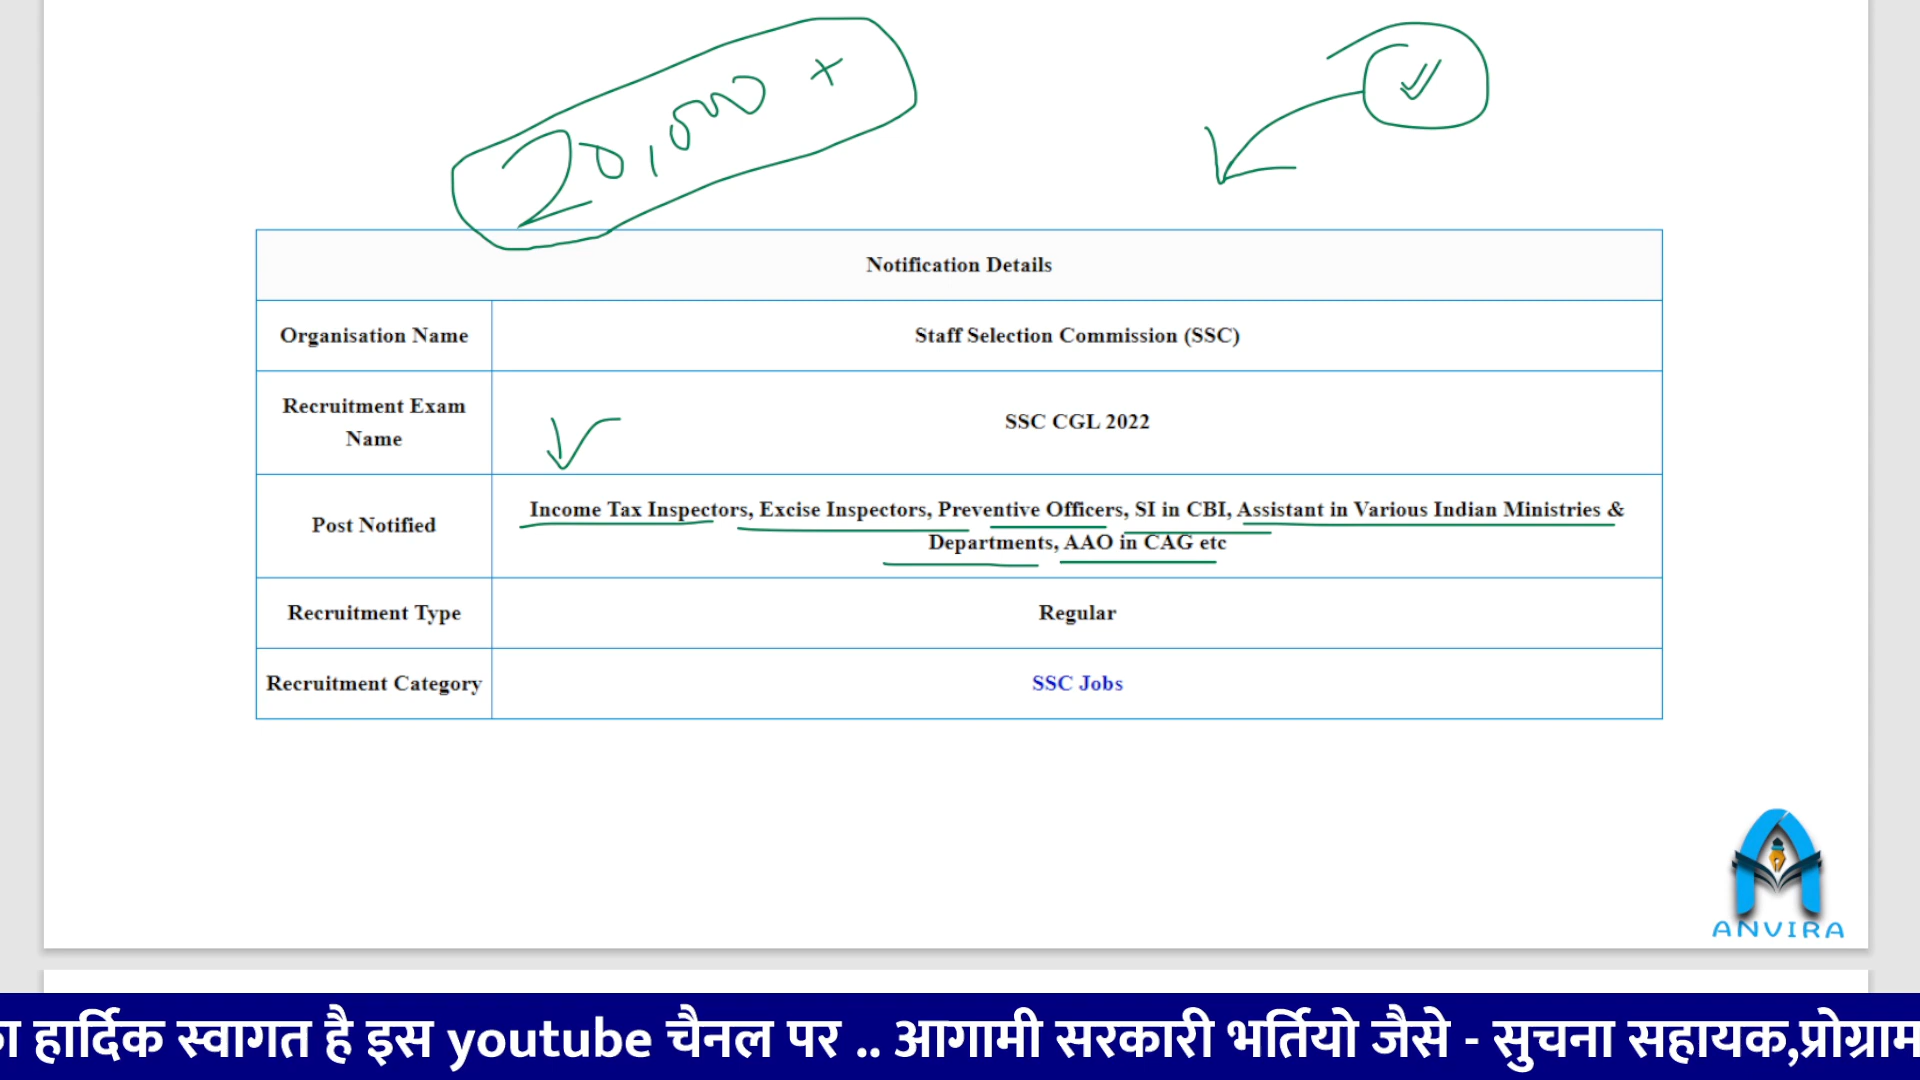 20,000 +
Notification Details
Organisation Name
Staff Selection Commission (SSC)
Recruitment Exam
Name
SSC CGL 2022
Post Notified
Income Tax Inspectors, Excise Inspectors, Preventive Officers, SI in CBI, Assistant in Various Indian Ministries &
Departments, AAO in CAG etc
Recruitment Type
Regular
Recruitment Category
SSC Jobs
ANVIRA
हार्दिक स्वागत है इस youtube चैनल पर .. आगामी सरकारी भर्तियो जैसे - सुचना सहायक,प्रोग्राम